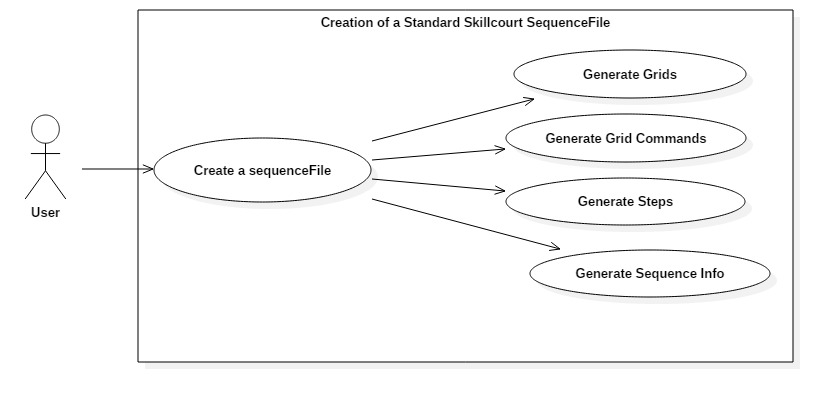 Creation of a Standard Skillcourt SequenceFile
Generate Grids
Generate Grid Commands
Create a sequenceFile
Generate Steps
User
Generate Sequence Info